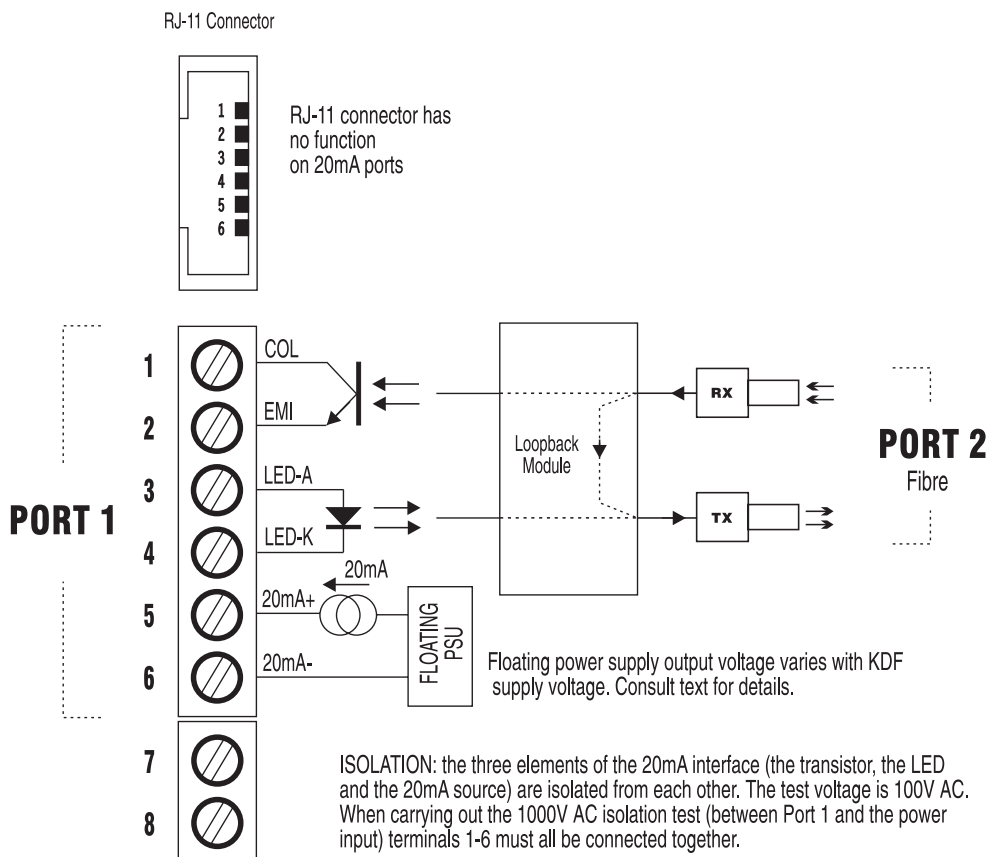 RJ-11 Connector
1
2
3
4
5
6
RJ-11 connector has
no function
on 20mA ports
PORT 1
1
2
3
4
5
6
7
8
COL
EMI
LED-A
LED-K
20mA+
20mA-
20mA
FLOATING
PSU
Loopback
Module
RX
TX
PORT 2
Fibre
Floating power supply output voltage varies with KDF
supply voltage. Consult text for details.
ISOLATION: the three elements of the 20mA interface (the transistor, the LED
and the 20mA source) are isolated from each other. The test voltage is 100V AC.
When carrying out the 1000V AC isolation test (between Port 1 and the power
input) terminals 1-6 must all be connected together.